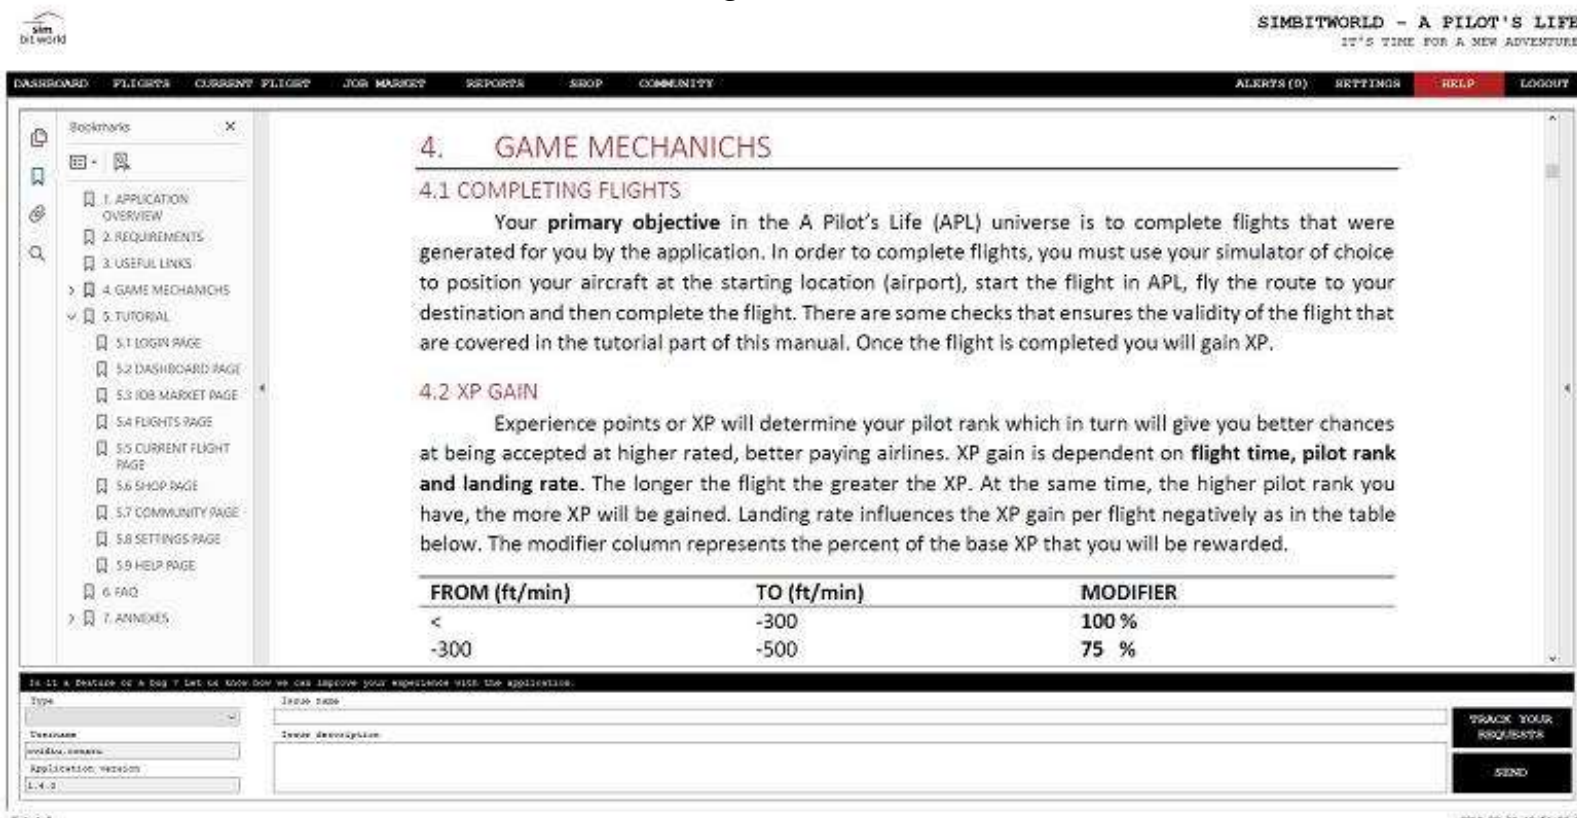 sim
bitworld
SIMBITWORLD - A PILOT'S LIFE
IT'S TIME FOR A NEW ADVENTURE
DASHBOARD FLIGHTS CURRENT FLIGHT JOB MARKET REPORTS SHOP COMMUNITY ALERTS(0) SETTINGS HELP LOGOUT
Bookmarks
1. APPLICATION
OVERVIEW
2. REQUIREMENTS
3. USEFUL LINKS
4. GAME MECHANICHS
5. TUTORIAL
5.1 LOGIN PAGE
5.2 DASHBOARD PAGE
5.3 JOB MARKET PAGE
5.4 FLIGHTS PAGE
5.5 CURRENT FLIGHT
PAGE
5.6 SHOP PAGE
5.7 COMMUNITY PAGE
5.8 SETTINGS PAGE
5.9 HELP PAGE
6. FAQ
7. ANNEXES
4. GAME MECHANICHS
4.1 COMPLETING FLIGHTS
Your primary objective in the A Pilot's Life (APL) universe is to complete flights that were
generated for you by the application. In order to complete flights, you must use your simulator of choice
to position your aircraft at the starting location (airport), start the flight in APL, fly the route to your
destination and then complete the flight. There are some checks that ensures the validity of the flight that
are covered in the tutorial part of this manual. Once the flight is completed you will gain XP.
4.2 XP GAIN
Experience points or XP will determine your pilot rank which in turn will give you better chances
at being accepted at higher rated, better paying airlines. XP gain is dependent on flight time, pilot rank
and landing rate. The longer the flight the greater the XP. At the same time, the higher pilot rank you
have, the more XP will be gained. Landing rate influences the XP gain per flight negatively as in the table
below. The modifier column represents the percent of the base XP that you will be rewarded.
FROM (ft/min) TO (ft/min) MODIFIER
< -300 100 %
-300 -500 75 %
Is it a feature or a bug ? Let us know how we can improve your experience with the application.
Type
Issue name
Username
Issue description
Application version
1.4.0
TRACK YOUR
REQUESTS
SEND